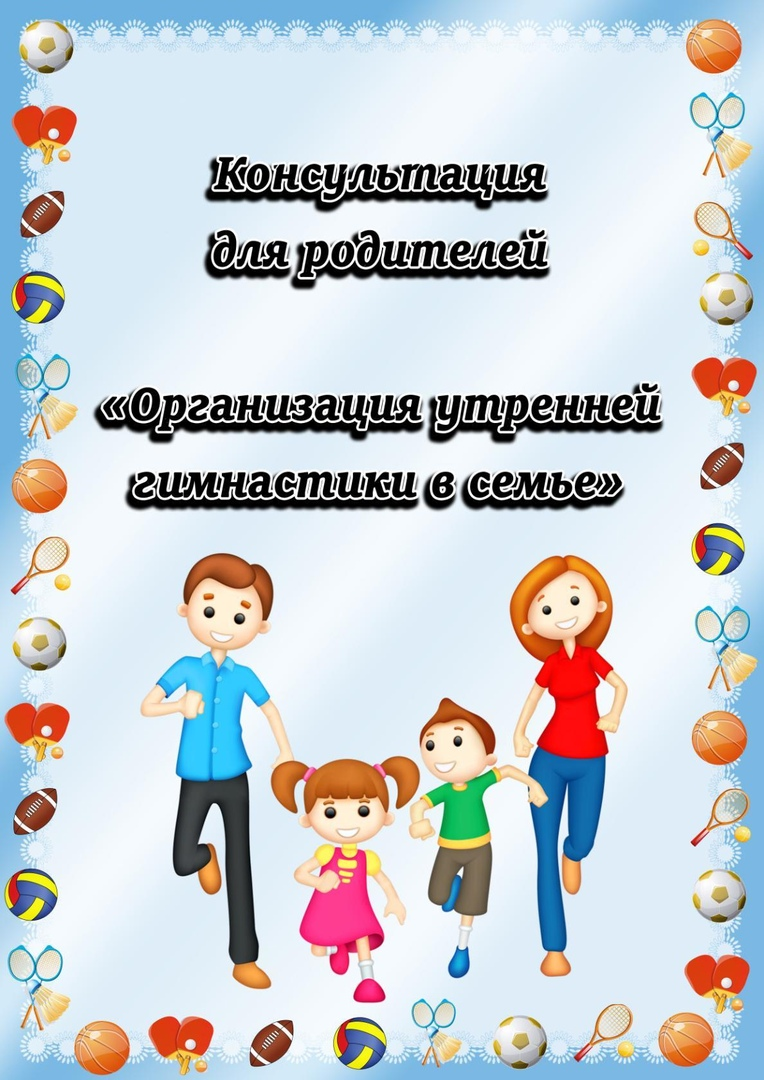 Консультация
для родителей
«Организация утренней
гимнастики в семье»